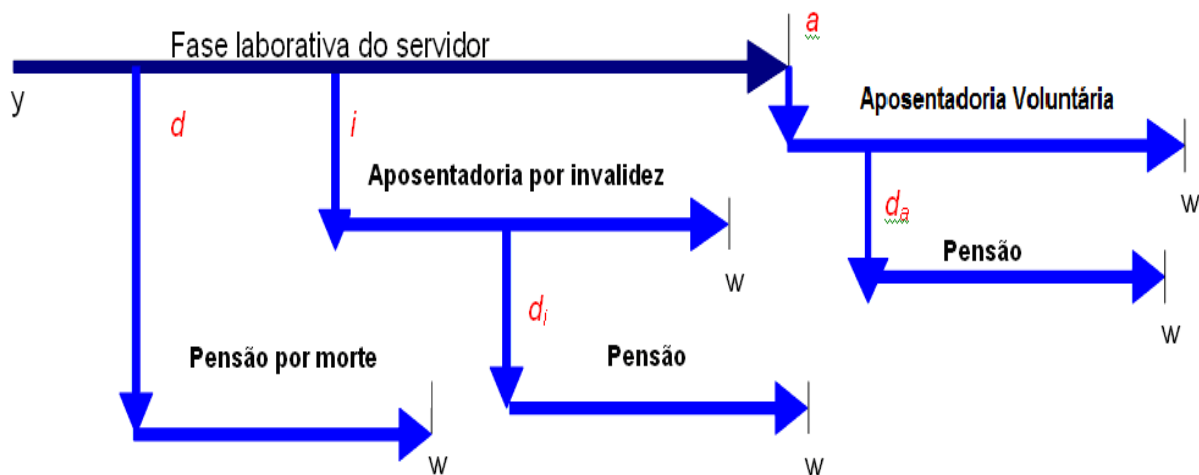 a
Fase laborativa do servidor
y
d
i
Aposentadoria Voluntária
Aposentadoria por invalidez
w
dₐ
Pensão
w
dᵢ
w
Pensão por morte
Pensão
w
w